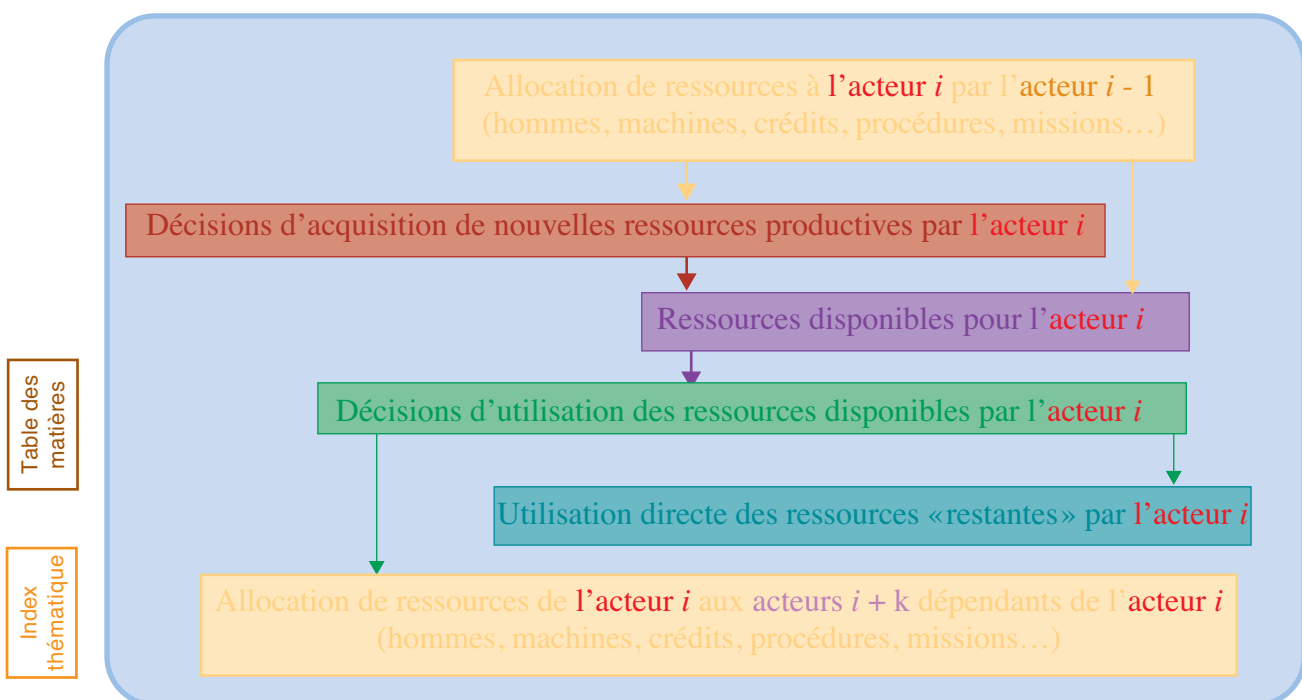 Allocation de ressources à l’acteur i par l’acteur i - 1
(hommes, machines, crédits, procédures, missions…)
Décisions d’acquisition de nouvelles ressources productives par l’acteur i
Ressources disponibles pour l’acteur i
Décisions d’utilisation des ressources disponibles par l’acteur i
Utilisation directe des ressources «restantes» par l’acteur i
Allocation de ressources de l’acteur i aux acteurs i + k dépendants de l’acteur i
(hommes, machines, crédits, procédures, missions…)
Table des
matières
Index
thématique